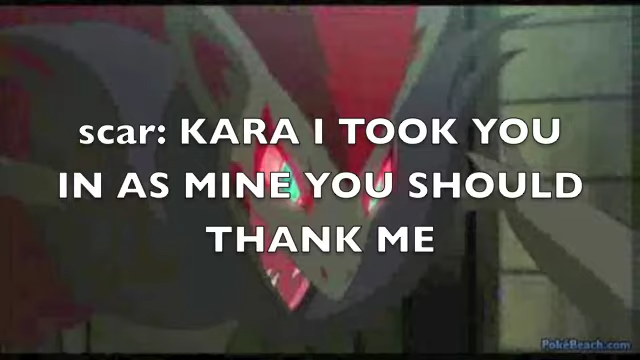 scar: KARA I TOOK YOU
IN AS MINE YOU SHOULD
THANK ME
PokéBeach.com